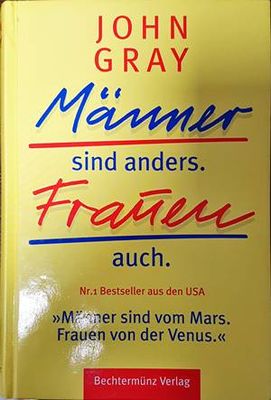 JOHN
GRAY
Männer
sind anders.
Frauen
auch.
Nr.1 Bestseller aus den USA
»Männer sind vom Mars.
Frauen von der Venus.«
Bechtermünz Verlag